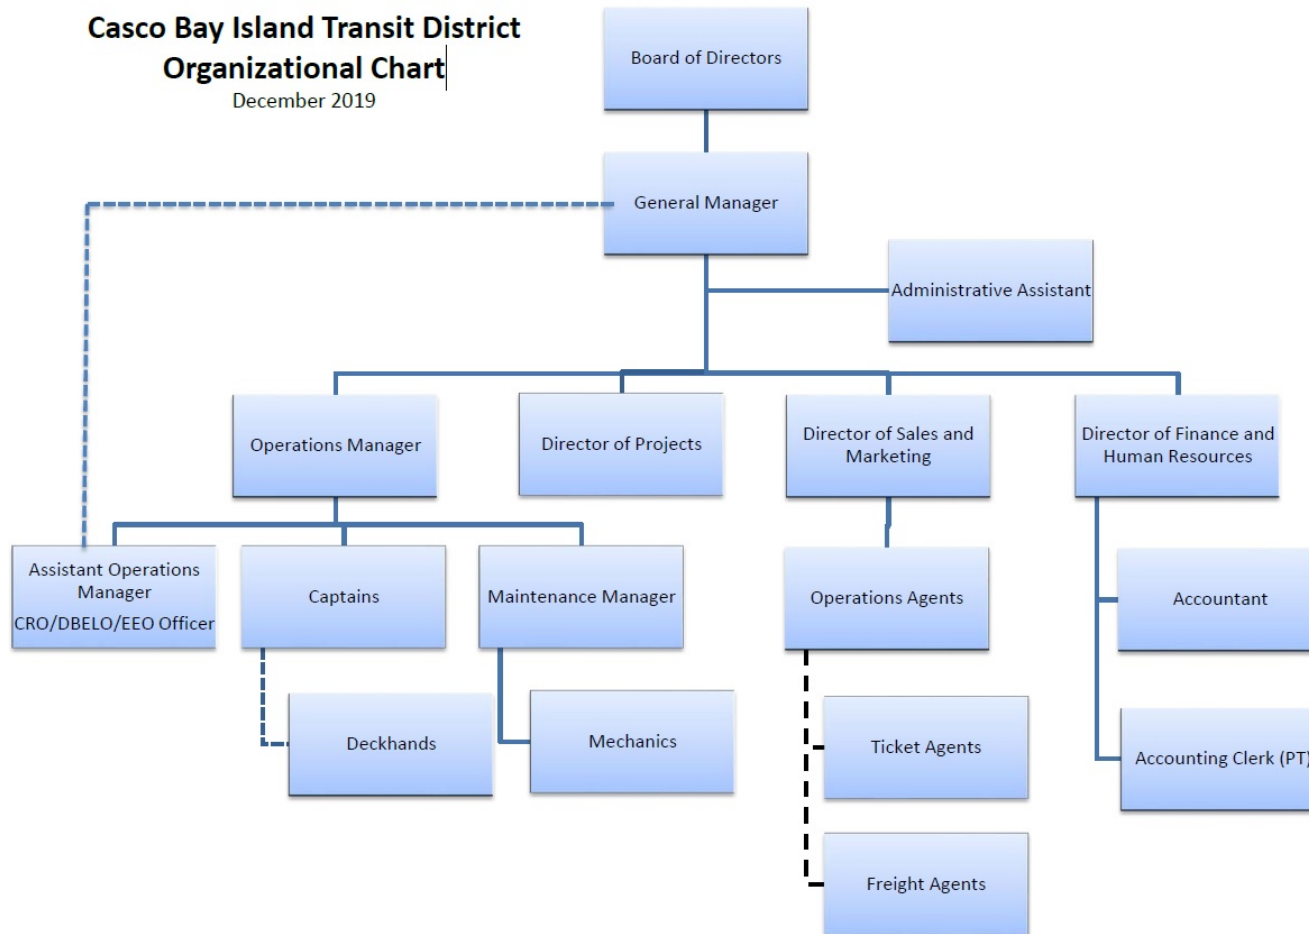 Casco Bay Island Transit District
Organizational Chart
December 2019
Board of Directors
General Manager
Administrative Assistant
Operations Manager
Director of Projects
Director of Sales and
Marketing
Director of Finance and
Human Resources
Assistant Operations
Manager
CRO/DBELO/EEO Officer
Captains
Maintenance Manager
Operations Agents
Accountant
Deckhands
Mechanics
Ticket Agents
Accounting Clerk (PT)
Freight Agents